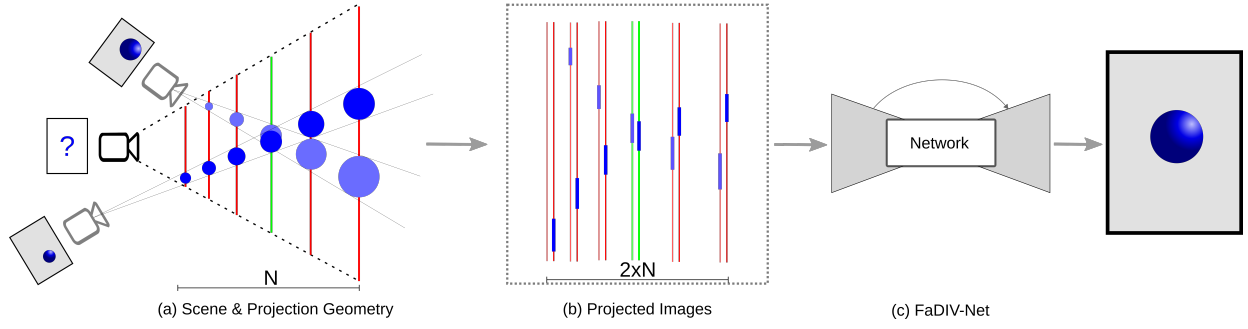 ?
N
(a) Scene & Projection Geometry
2xN
(b) Projected Images
Network
(c) FaDIV-Net